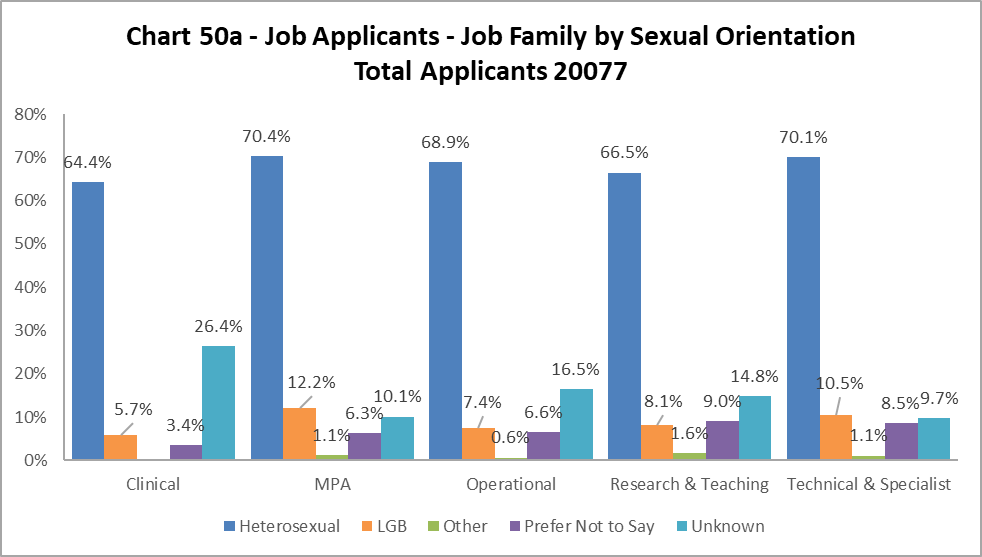 Chart 50a - Job Applicants - Job Family by Sexual Orientation
Total Applicants 20077
80%
70%
60%
50%
40%
30%
20%
10%
0%
64.4%
5.7%
3.4%
26.4%
70.4%
12.2%
1.1%
6.3%
10.1%
68.9%
7.4%
0.6%
6.6%
16.5%
66.5%
8.1%
1.6%
9.0%
14.8%
70.1%
10.5%
1.1%
8.5%
9.7%
Clinical
MPA
Operational
Research & Teaching
Technical & Specialist
Heterosexual
LGB
Other
Prefer Not to Say
Unknown